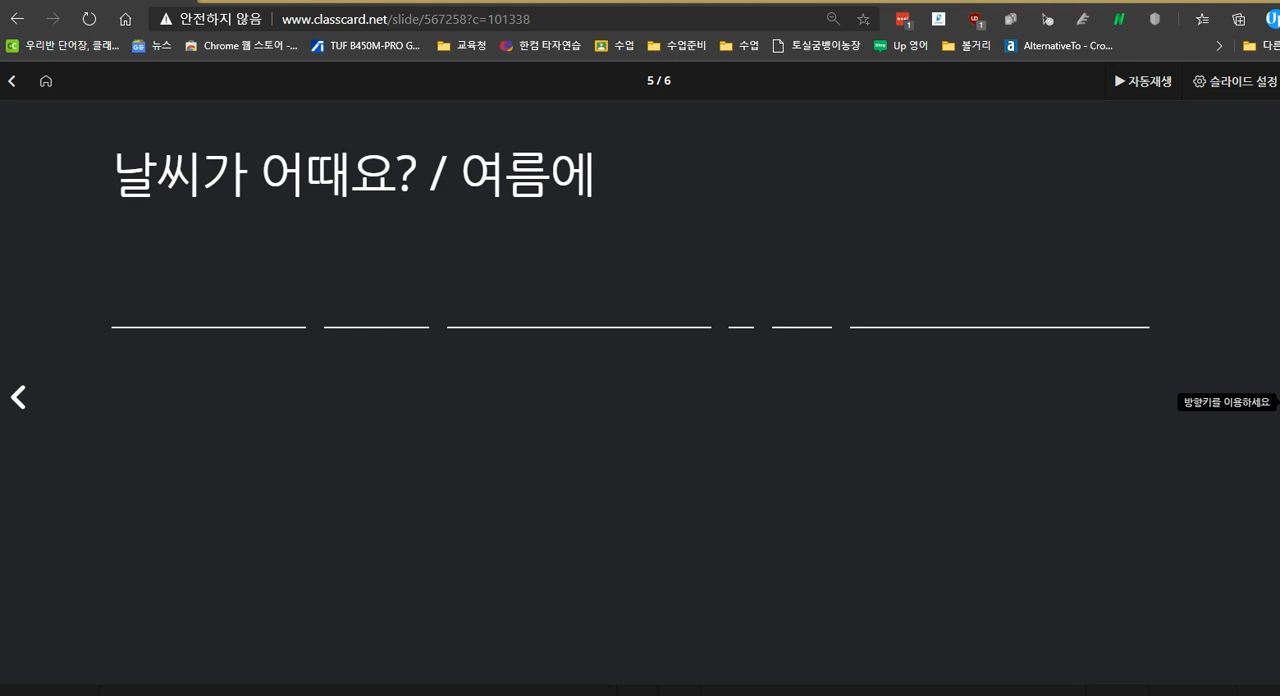 안전하지 않음 www.classcard.net/slide/567258?c=101338
우리반 단어장, 클래... 뉴스 Chrome 웹 스토어 -... TUF B450M-PRO G... 교육청 한컴 타자연습 수업 수업준비 수업 토실굼벵이농장 Up 영어 볼거리 AlternativeTo - Cro... 다른
5 / 6 자동재생 슬라이드 설정
날씨가 어때요? / 여름에
방향키를 이용하세요